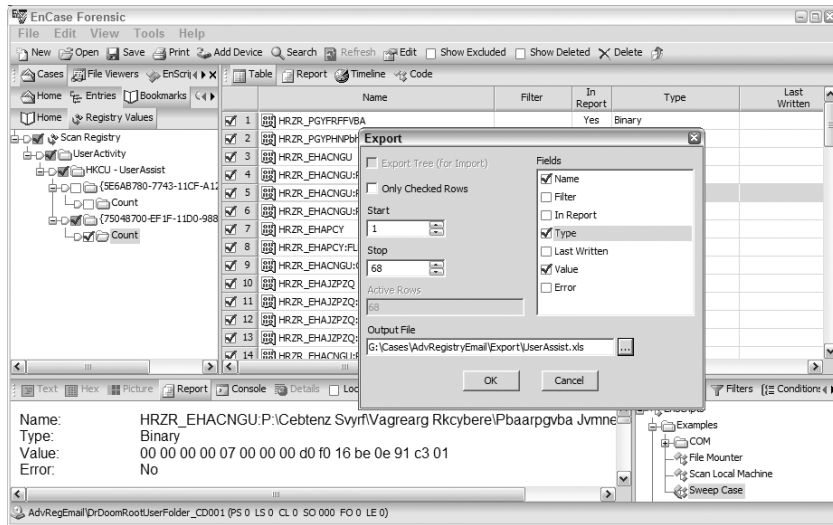 EnCase Forensic
File Edit View Tools Help
New Open Save Print Add Device Search Refresh Edit Show Excluded Show Deleted Delete
Cases File Viewers EnScri
Table Report Timeline Code
Home Entries Bookmarks
Home Registry Values
Name Filter In Report Type Last Written
Scan Registry
UserActivity
HKCU - UserAssist
{5E6AB780-7743-11CF-A12
Count
{75048700-EF1F-11D0-988
Count
1 HRZR_PGYFRFFVBA Yes Binary
2 HRZR_PGYPHNPbh
3 HRZR_EHACNGU
4 HRZR_EHACNGU:
5 HRZR_EHACNGU:
6 HRZR_EHACNGU:
7 HRZR_EHAPCY
8 HRZR_EHAPCY:FL
9 HRZR_EHACNGU:
10 HRZR_EHAJZPZQ
11 HRZR_EHAJZPZQ:
12 HRZR_EHAJZPZQ:
13 HRZR_EHAJZPZQ:
14 HRZR_EHACNGU:
Export
Export Tree (for Import)
Only Checked Rows
Start
1
Stop
68
Active Rows
68
Fields
Name
Filter
In Report
Type
Last Written
Value
Error
Output File
G:\Cases\AdvRegistryEmail\Export\UserAssist.xls
...
OK Cancel
Text Hex Picture Report Console Details Loc
Filters Conditions
Name: HRZR_EHACNGU:P:\Cebtenz Svyrf\Vagrearg Rkcybere\Pbaarpgvba Jvmne
Type: Binary
Value: 00 00 00 00 07 00 00 00 d0 f0 16 be 0e 91 c3 01
Error: No
Examples
COM
File Mounter
Scan Local Machine
Sweep Case
AdvRegEmail\DrDoomRootUserFolder_CD001 (PS 0 LS 0 CL 0 SO 000 FO 0 LE 0)